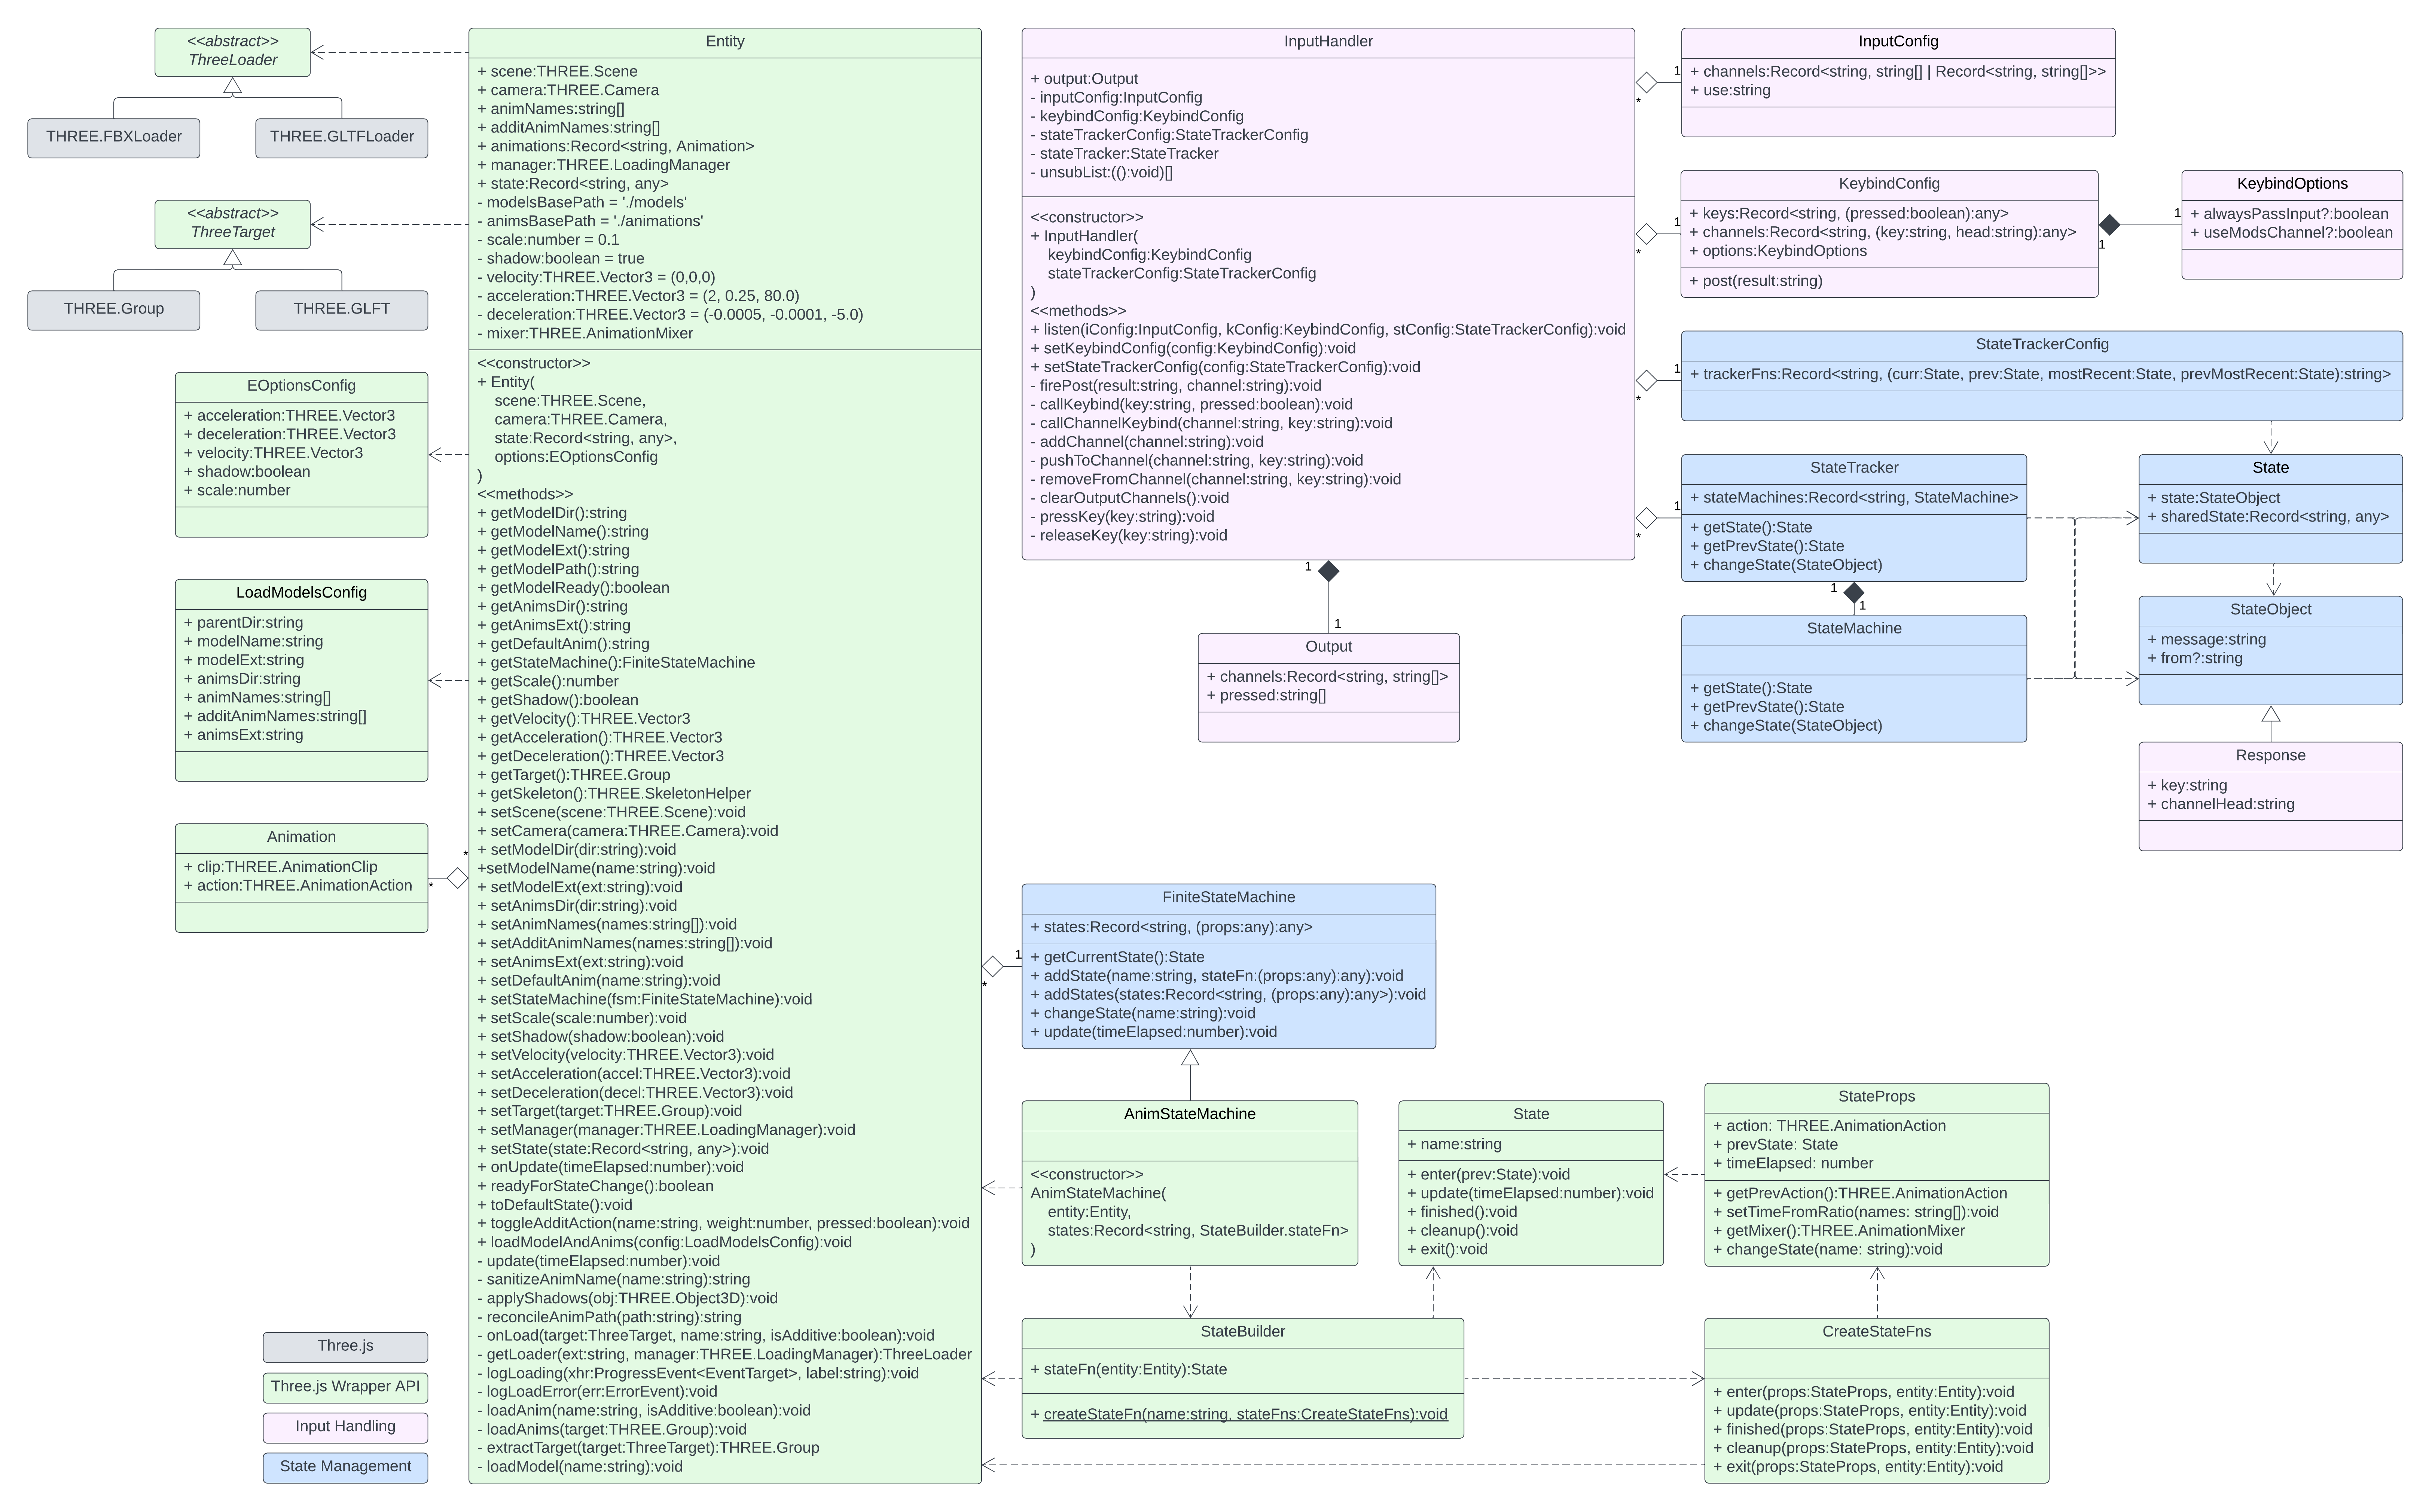 <<abstract>>
ThreeLoader
THREE.FBXLoader
THREE.GLTFLoader
<<abstract>>
ThreeTarget
THREE.Group
THREE.GLFT
EOptionsConfig
+ acceleration:THREE.Vector3
+ deceleration:THREE.Vector3
+ velocity:THREE.Vector3
+ shadow:boolean
+ scale:number
LoadModelsConfig
+ parentDir:string
+ modelName:string
+ modelExt:string
+ animsDir:string
+ animNames:string[]
+ additAnimNames:string[]
+ animsExt:string
Animation
+ clip:THREE.AnimationClip
+ action:THREE.AnimationAction
*
*
Three.js
Three.js Wrapper API
Input Handling
State Management
Entity
+ scene:THREE.Scene
+ camera:THREE.Camera
+ animNames:string[]
+ additAnimNames:string[]
+ animations:Record<string, Animation>
+ manager:THREE.LoadingManager
+ state:Record<string, any>
- modelsBasePath = './models'
- animsBasePath = './animations'
- scale:number = 0.1
- shadow:boolean = true
- velocity:THREE.Vector3 = (0,0,0)
- acceleration:THREE.Vector3 = (2, 0.25, 80.0)
- deceleration:THREE.Vector3 = (-0.0005, -0.0001, -5.0)
- mixer:THREE.AnimationMixer
<<constructor>>
+ Entity(
scene:THREE.Scene,
camera:THREE.Camera,
state:Record<string, any>,
options:EOptionsConfig
)
<<methods>>
+ getModelDir():string
+ getModelName():string
+ getModelExt():string
+ getModelPath():string
+ getModelReady():boolean
+ getAnimsDir():string
+ getAnimsExt():string
+ getDefaultAnim():string
+ getStateMachine():FiniteStateMachine
+ getScale():number
+ getShadow():boolean
+ getVelocity():THREE.Vector3
+ getAcceleration():THREE.Vector3
+ getDeceleration():THREE.Vector3
+ getTarget():THREE.Group
+ getSkeleton():THREE.SkeletonHelper
+ setScene(scene:THREE.Scene):void
+ setCamera(camera:THREE.Camera):void
+ setModelDir(dir:string):void
+setModelName(name:string):void
+ setModelExt(ext:string):void
+ setAnimsDir(dir:string):void
+ setAnimNames(names:string[]):void
+ setAdditAnimNames(names:string[]):void
+ setAnimsExt(ext:string):void
+ setDefaultAnim(name:string):void
+ setStateMachine(fsm:FiniteStateMachine):void
+ setScale(scale:number):void
+ setShadow(shadow:boolean):void
+ setVelocity(velocity:THREE.Vector3):void
+ setAcceleration(accel:THREE.Vector3):void
+ setDeceleration(decel:THREE.Vector3):void
+ setTarget(target:THREE.Group):void
+ setManager(manager:THREE.LoadingManager):void
+ setState(state:Record<string, any>):void
+ onUpdate(timeElapsed:number):void
+ readyForStateChange():boolean
+ toDefaultState():void
+ toggleAdditAction(name:string, weight:number, pressed:boolean):void
+ loadModelAndAnims(config:LoadModelsConfig):void
- update(timeElapsed:number):void
- sanitizeAnimName(name:string):string
- applyShadows(obj:THREE.Object3D):void
- reconcileAnimPath(path:string):string
- onLoad(target:ThreeTarget, name:string, isAdditive:boolean):void
- getLoader(ext:string, manager:THREE.LoadingManager):ThreeLoader
- logLoading(xhr:ProgressEvent<EventTarget>, label:string):void
- logLoadError(err:ErrorEvent):void
- loadAnim(name:string, isAdditive:boolean):void
- loadAnims(target:THREE.Group):void
- extractTarget(target:ThreeTarget):THREE.Group
- loadModel(name:string):void
InputHandler
+ output:Output
- inputConfig:InputConfig
- keybindConfig:KeybindConfig
- stateTrackerConfig:StateTrackerConfig
- stateTracker:StateTracker
- unsubList:(():void)[]
<<constructor>>
+ InputHandler(
keybindConfig:KeybindConfig
stateTrackerConfig:StateTrackerConfig
)
<<methods>>
+ listen(iConfig:InputConfig, kConfig:KeybindConfig, stConfig:StateTrackerConfig):void
+ setKeybindConfig(config:KeybindConfig):void
+ setStateTrackerConfig(config:StateTrackerConfig):void
- firePost(result:string, channel:string):void
- callKeybind(key:string, pressed:boolean):void
- callChannelKeybind(channel:string, key:string):void
- addChannel(channel:string):void
- pushToChannel(channel:string, key:string):void
- removeFromChannel(channel:string, key:string):void
- clearOutputChannels():void
- pressKey(key:string):void
- releaseKey(key:string):void
1
1
Output
+ channels:Record<string, string[]>
+ pressed:string[]
1
*
InputConfig
+ channels:Record<string, string[] | Record<string, string[]>>
+ use:string
1
*
KeybindConfig
+ keys:Record<string, (pressed:boolean):any>
+ channels:Record<string, (key:string, head:string):any>
+ options:KeybindOptions
+ post(result:string)
1
1
KeybindOptions
+ alwaysPassInput?:boolean
+ useModsChannel?:boolean
1
*
StateTrackerConfig
+ trackerFns:Record<string, (curr:State, prev:State, mostRecent:State, prevMostRecent:State):string>
1
*
StateTracker
+ stateMachines:Record<string, StateMachine>
+ getState():State
+ getPrevState():State
+ changeState(StateObject)
1
1
StateMachine
+ getState():State
+ getPrevState():State
+ changeState(StateObject)
State
+ state:StateObject
+ sharedState:Record<string, any>
StateObject
+ message:string
+ from?:string
Response
+ key:string
+ channelHead:string
1
*
FiniteStateMachine
+ states:Record<string, (props:any):any>
+ getCurrentState():State
+ addState(name:string, stateFn:(props:any):any):void
+ addStates(states:Record<string, (props:any):any>):void
+ changeState(name:string):void
+ update(timeElapsed:number):void
AnimStateMachine
<<constructor>>
AnimStateMachine(
entity:Entity,
states:Record<string, StateBuilder.stateFn>
)
State
+ name:string
+ enter(prev:State):void
+ update(timeElapsed:number):void
+ finished():void
+ cleanup():void
+ exit():void
StateProps
+ action: THREE.AnimationAction
+ prevState: State
+ timeElapsed: number
+ getPrevAction():THREE.AnimationAction
+ setTimeFromRatio(names: string[]):void
+ getMixer():THREE.AnimationMixer
+ changeState(name: string):void
StateBuilder
+ stateFn(entity:Entity):State
+ createStateFn(name:string, stateFns:CreateStateFns):void
CreateStateFns
+ enter(props:StateProps, entity:Entity):void
+ update(props:StateProps, entity:Entity):void
+ finished(props:StateProps, entity:Entity):void
+ cleanup(props:StateProps, entity:Entity):void
+ exit(props:StateProps, entity:Entity):void